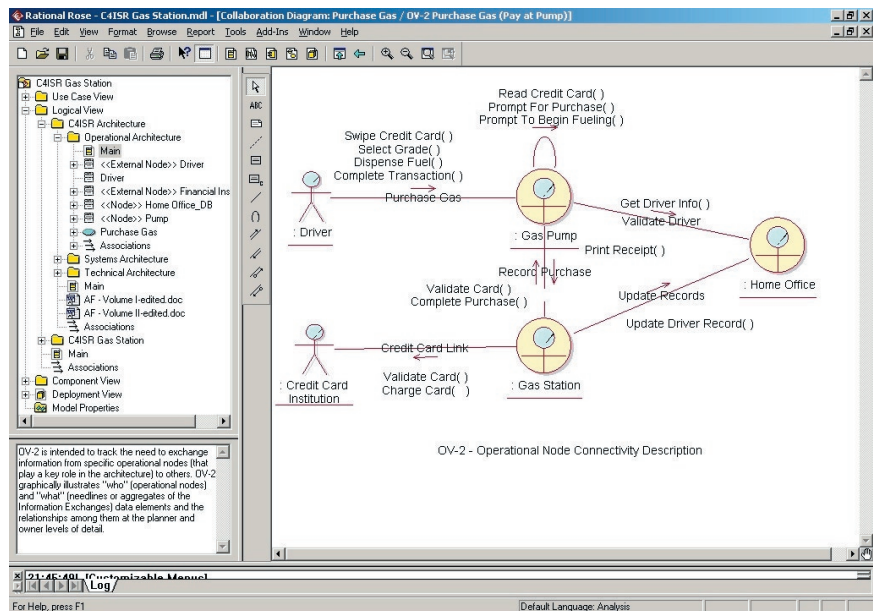 Rational Rose - C4ISR Gas Station.mdl - [Collaboration Diagram: Purchase Gas / OV-2 Purchase Gas (Pay at Pump)]
File Edit View Format Browse Report Tools Add-Ins Window Help
C4ISR Gas Station
Use Case View
Logical View
C4ISR Architecture
Operational Architecture
Main
<<External Node>> Driver
Driver
<<External Node>> Financial Ins
<<Node>> Home Office_DB
<<Node>> Pump
Purchase Gas
Associations
Systems Architecture
Technical Architecture
Main
AF - Volume I-edited.doc
AF - Volume II-edited.doc
Associations
C4ISR Gas Station
Main
Associations
Component View
Deployment View
Model Properties
OV-2 is intended to track the need to exchange
information from specific operational nodes (that
play a key role in the architecture) to others. OV-2
graphically illustrates "who" (operational nodes)
and "what" (needlines or aggregates of the
Information Exchanges) data elements and the
relationships among them at the planner and
owner levels of detail.
ABC
Read Credit Card( )
Prompt For Purchase( )
Prompt To Begin Fueling( )
Swipe Credit Card( )
Select Grade( )
Dispense Fuel( )
Complete Transaction( )
Purchase Gas
: Driver
: Gas Pump
Get Driver Info( )
Validate Driver
Print Receipt( )
Record Purchase
: Home Office
Validate Card( )
Complete Purchase( )
Update Records
Update Driver Record( )
Credit Card Link
: Credit Card
Institution
Validate Card( )
Charge Card( )
: Gas Station
OV-2 - Operational Node Connectivity Description
21:45:49| [Customizable Menus]
Log
For Help, press F1
Default Language: Analysis